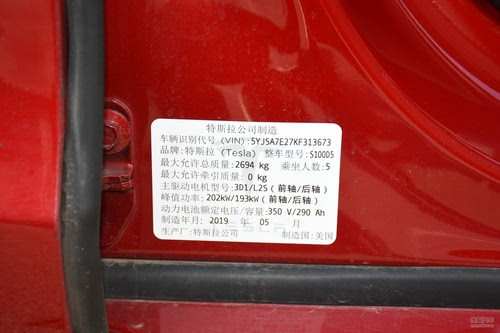 特斯拉公司制造
车辆识别代号 (VIN): 5YJSA7E27KF313673
品牌: 特斯拉 (Tesla) 整车型号: S100D5
最大允许总质量: 2694 kg 乘坐人数: 5
最大允许牵引质量: 0 kg
主驱动电机型号: 3D1/L2S (前轴/后轴)
峰值功率: 202kW/193kW (前轴/后轴)
动力电池额定电压/容量: 350 V/290 Ah
制造年月: 2019 年 05 月
生产厂: 特斯拉公司 制造国: 美国